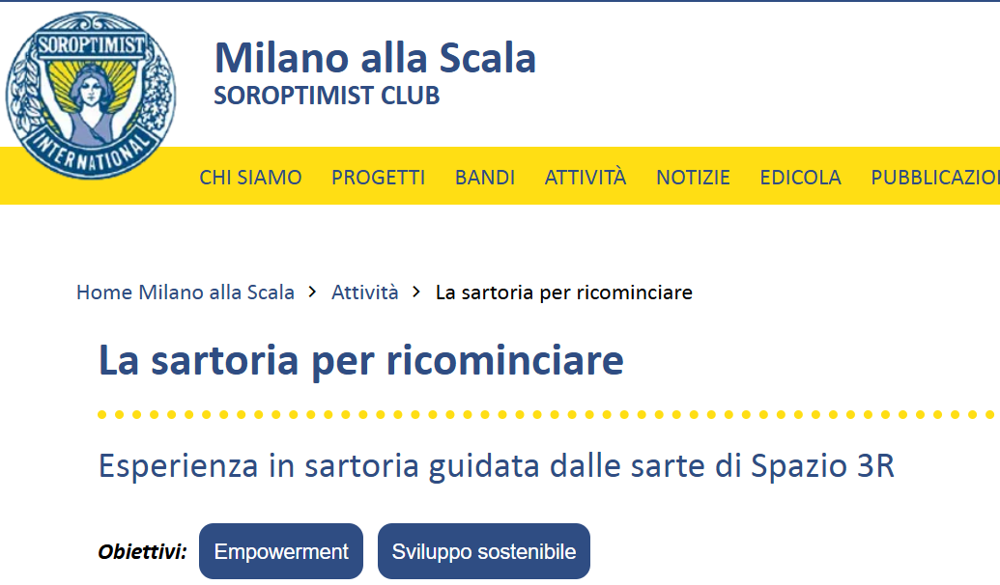 SOROPTIMIST
INTERNATIONAL
Milano alla Scala
SOROPTIMIST CLUB
CHI SIAMO PROGETTI BANDI ATTIVITÀ NOTIZIE EDICOLA PUBBLICAZIO
Home Milano alla Scala > Attività > La sartoria per ricominciare
La sartoria per ricominciare
Esperienza in sartoria guidata dalle sarte di Spazio 3R
Obiettivi: Empowerment Sviluppo sostenibile